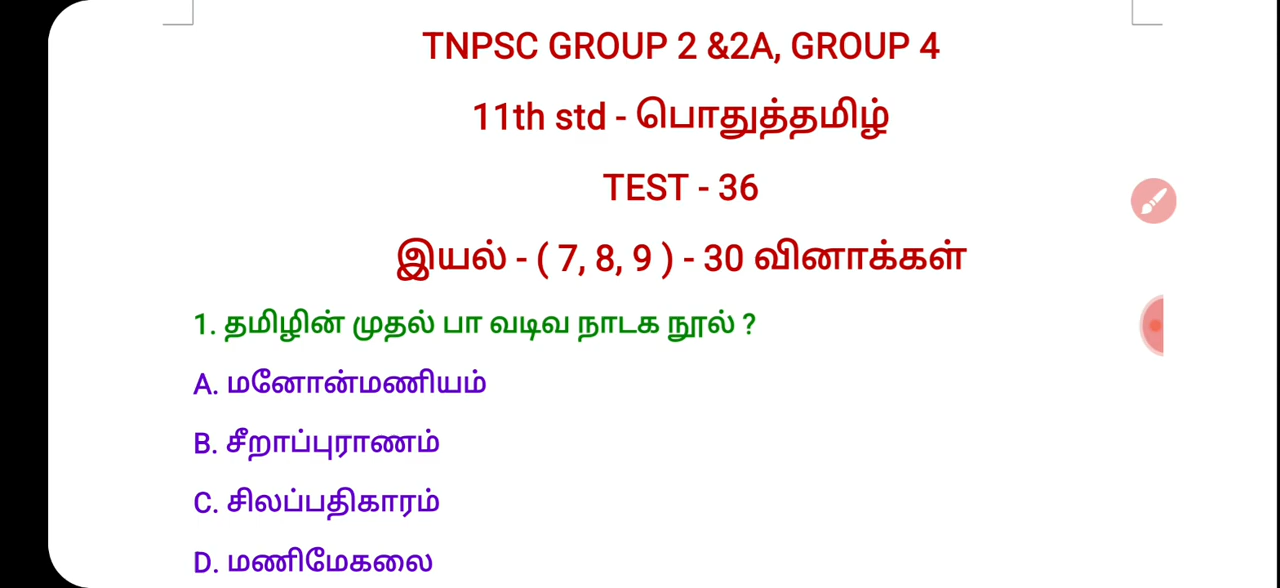 TNPSC GROUP 2 &2A, GROUP 4
11th std - பொதுத்தமிழ்
TEST - 36
இயல் - ( 7, 8, 9 ) - 30 வினாக்கள்
1. தமிழின் முதல் பா வடிவ நாடக நூல் ?
A. மனோன்மணியம்
B. சீறாப்புராணம்
C. சிலப்பதிகாரம்
D. மணிமேகலை